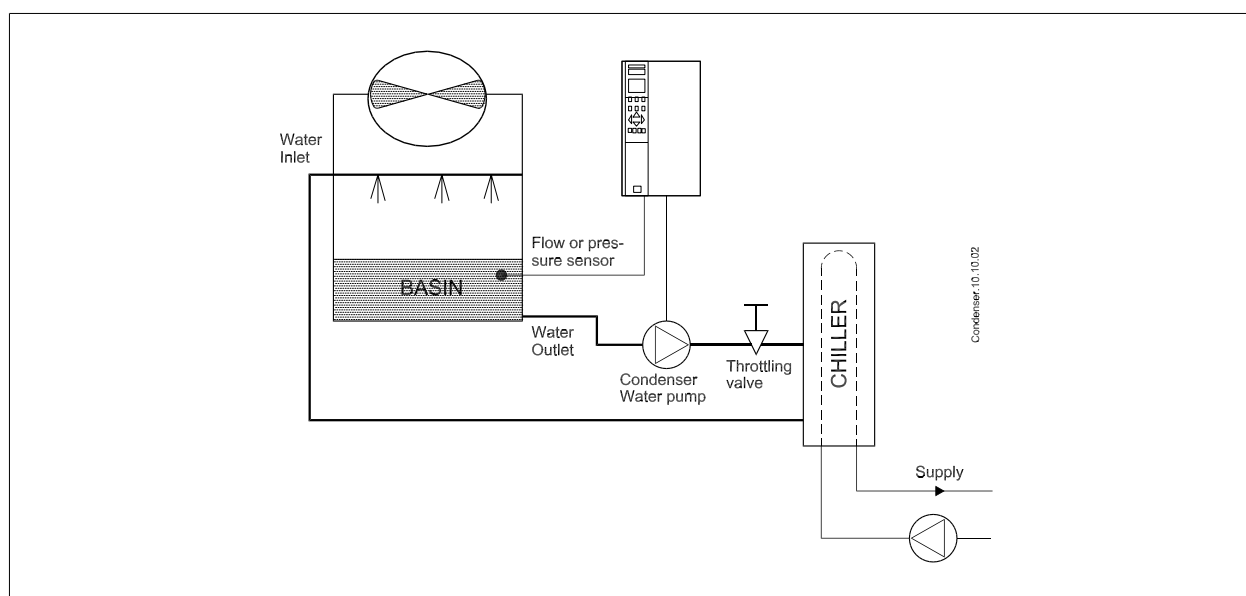 Water
Inlet
Flow or pres-
sure sensor
BASIN
Water
Outlet
Condenser
Water pump
Throttling
valve
CHILLER
Supply
Condenser.10.10.02